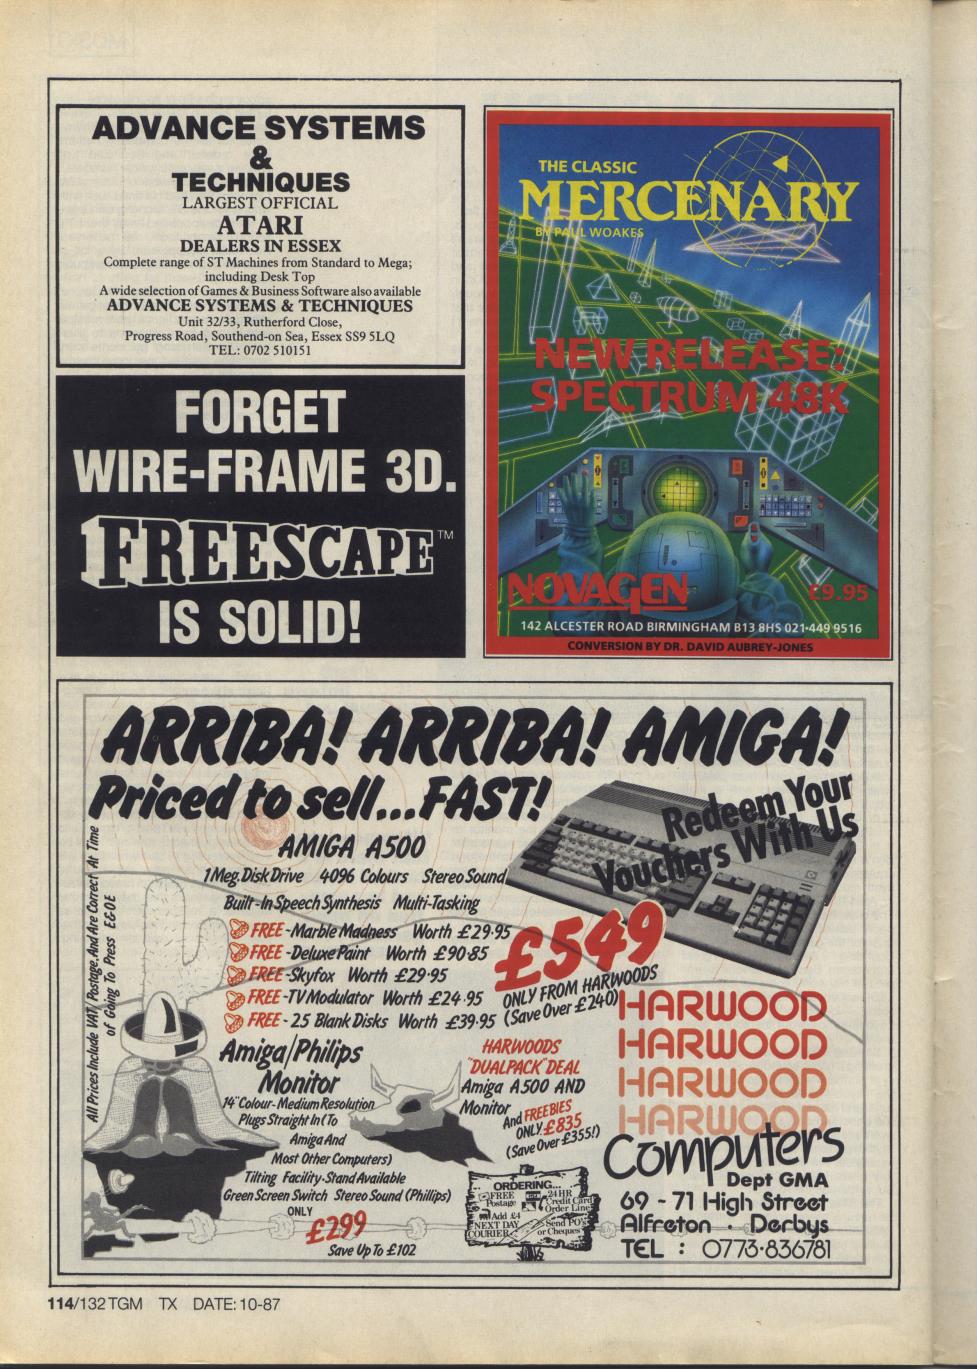 ADVANCE SYSTEMS
&
TECHNIQUES
LARGEST OFFICIAL
ATARI
DEALERS IN ESSEX
Complete range of ST Machines from Standard to Mega;
including Desk Top
A wide selection of Games & Business Software also available
ADVANCE SYSTEMS & TECHNIQUES
Unit 32/33, Rutherford Close,
Progress Road, Southend-on Sea, Essex SS9 5LQ
TEL: 0702 510151
FORGET
WIRE-FRAME 3D.
FREESCAPE™
IS SOLID!
THE CLASSIC
MERCENARY
BY PAUL WOAKES
NEW RELEASE:
SPECTRUM 48K
NOVAGEN
£9.95
142 ALCESTER ROAD BIRMINGHAM B13 8HS 021·449 9516
CONVERSION BY DR. DAVID AUBREY-JONES
ARRIBA! ARRIBA! AMIGA!
Priced to sell...FAST!
Redeem Your
Vouchers With Us
AMIGA A500
1 Meg. Disk Drive 4096 Colours Stereo Sound
Built-In Speech Synthesis Multi-Tasking
FREE-Marble Madness Worth £29·95
FREE-Deluxe Paint Worth £90·85
FREE-Skyfox Worth £29·95
FREE-TV Modulator Worth £24·95
FREE-25 Blank Disks Worth £39·95
£549
ONLY FROM HARWOODS
(Save Over £240)
All Prices Include VAT/Postage. And Are Correct At Time
of Going To Press E&OE
Amiga/Philips
Monitor
14" Colour-Medium Resolution
Plugs Straight In (To
Amiga And
Most Other Computers)
Tilting Facility-Stand Available
Green Screen Switch Stereo Sound (Phillips)
ONLY
£299
Save Up To £102
HARWOODS
"DUALPACK" DEAL
Amiga A500 AND
Monitor
And FREEBIES
ONLY £835
(Save Over £355!)
ORDERING...
FREE
Postage
24HR
Credit Card
Order Line
Add £4
NEXT DAY
COURIER
Send PO's
or Cheques
HARWOOD
HARWOOD
HARWOOD
HARWOOD
Computers
Dept GMA
69 - 71 High Street
Alfreton · Derbys
TEL : 0773·836781
114/132 TGM TX DATE: 10-87